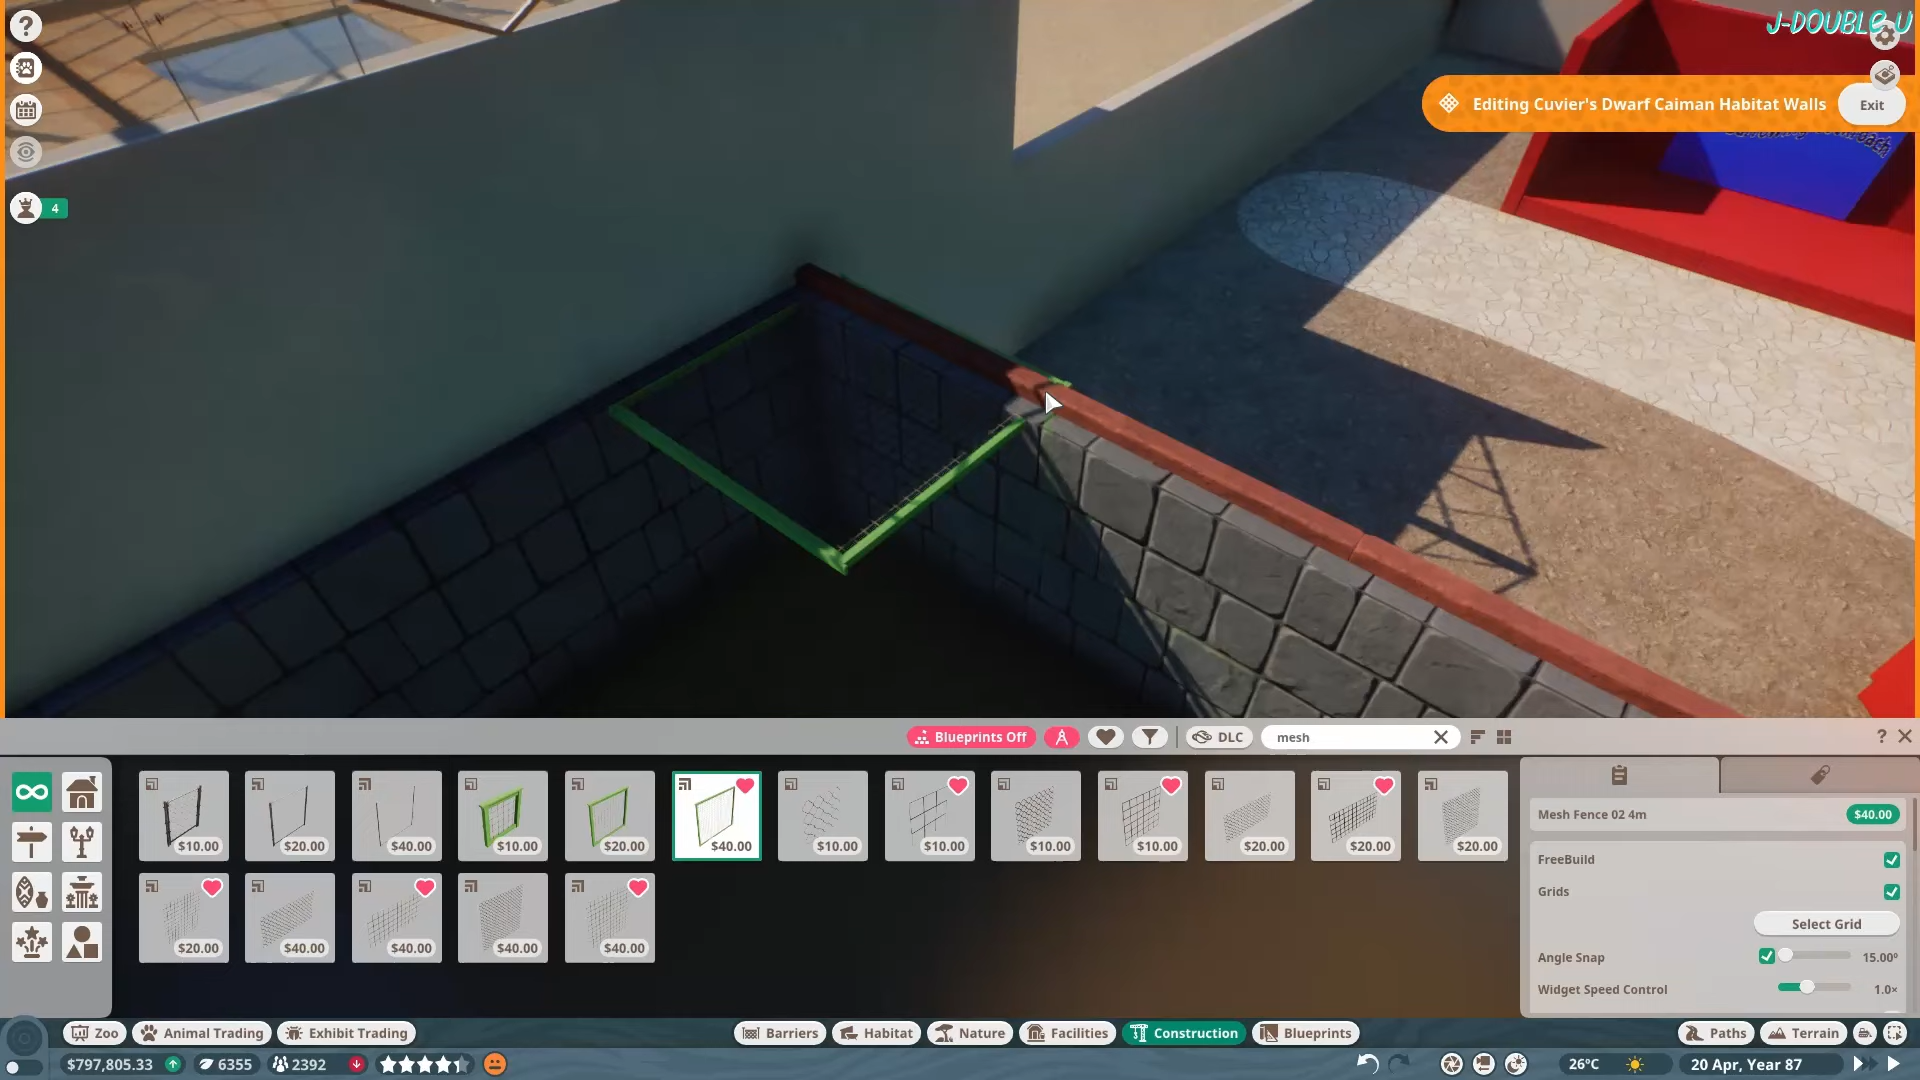 J-DOUBLE U
Editing Cuvier's Dwarf Caiman Habitat Walls
Exit
4
Blueprints Off
DLC
mesh
?
$10.00
$20.00
$40.00
$10.00
$20.00
$40.00
$10.00
$10.00
$10.00
$10.00
$20.00
$20.00
$20.00
$20.00
$40.00
$40.00
$40.00
$40.00
Mesh Fence 02 4m
$40.00
FreeBuild
Grids
Select Grid
Angle Snap
15.00°
Widget Speed Control
1.0×
Zoo
Animal Trading
Exhibit Trading
Barriers
Habitat
Nature
Facilities
Construction
Blueprints
Paths
Terrain
$797,805.33
6355
2392
26°C
20 Apr, Year 87